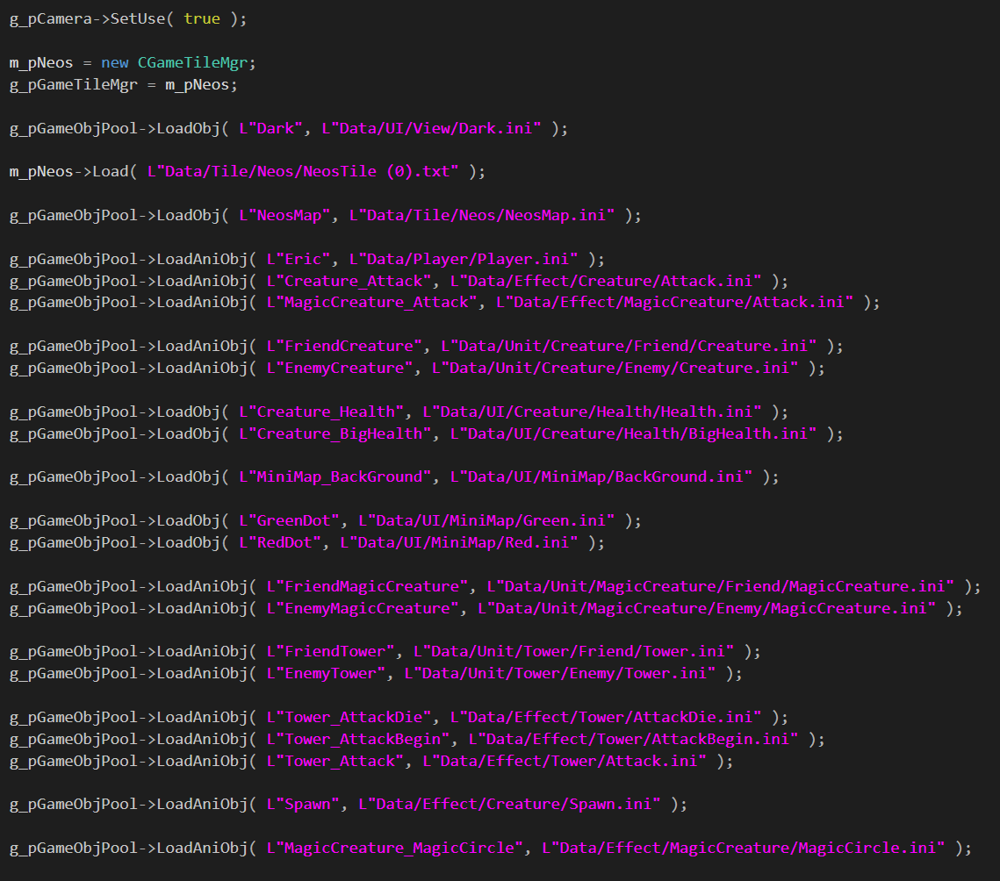 g_pCamera->SetUse( true );
m_pNeos = new CGameTileMgr;
g_pGameTileMgr = m_pNeos;
g_pGameObjPool->LoadObj( L"Dark", L"Data/UI/View/Dark.ini" );
m_pNeos->Load( L"Data/Tile/Neos/NeosTile (0).txt" );
g_pGameObjPool->LoadObj( L"NeosMap", L"Data/Tile/Neos/NeosMap.ini" );
g_pGameObjPool->LoadAniObj( L"Eric", L"Data/Player/Player.ini" );
g_pGameObjPool->LoadAniObj( L"Creature_Attack", L"Data/Effect/Creature/Attack.ini" );
g_pGameObjPool->LoadAniObj( L"MagicCreature_Attack", L"Data/Effect/MagicCreature/Attack.ini" );
g_pGameObjPool->LoadAniObj( L"FriendCreature", L"Data/Unit/Creature/Friend/Creature.ini" );
g_pGameObjPool->LoadAniObj( L"EnemyCreature", L"Data/Unit/Creature/Enemy/Creature.ini" );
g_pGameObjPool->LoadObj( L"Creature_Health", L"Data/UI/Creature/Health/Health.ini" );
g_pGameObjPool->LoadObj( L"Creature_BigHealth", L"Data/UI/Creature/Health/BigHealth.ini" );
g_pGameObjPool->LoadObj( L"MiniMap_BackGround", L"Data/UI/MiniMap/BackGround.ini" );
g_pGameObjPool->LoadObj( L"GreenDot", L"Data/UI/MiniMap/Green.ini" );
g_pGameObjPool->LoadObj( L"RedDot", L"Data/UI/MiniMap/Red.ini" );
g_pGameObjPool->LoadAniObj( L"FriendMagicCreature", L"Data/Unit/MagicCreature/Friend/MagicCreature.ini" );
g_pGameObjPool->LoadAniObj( L"EnemyMagicCreature", L"Data/Unit/MagicCreature/Enemy/MagicCreature.ini" );
g_pGameObjPool->LoadAniObj( L"FriendTower", L"Data/Unit/Tower/Friend/Tower.ini" );
g_pGameObjPool->LoadAniObj( L"EnemyTower", L"Data/Unit/Tower/Enemy/Tower.ini" );
g_pGameObjPool->LoadAniObj( L"Tower_AttackDie", L"Data/Effect/Tower/AttackDie.ini" );
g_pGameObjPool->LoadAniObj( L"Tower_AttackBegin", L"Data/Effect/Tower/AttackBegin.ini" );
g_pGameObjPool->LoadAniObj( L"Tower_Attack", L"Data/Effect/Tower/Attack.ini" );
g_pGameObjPool->LoadAniObj( L"Spawn", L"Data/Effect/Creature/Spawn.ini" );
g_pGameObjPool->LoadAniObj( L"MagicCreature_MagicCircle", L"Data/Effect/MagicCreature/MagicCircle.ini" );